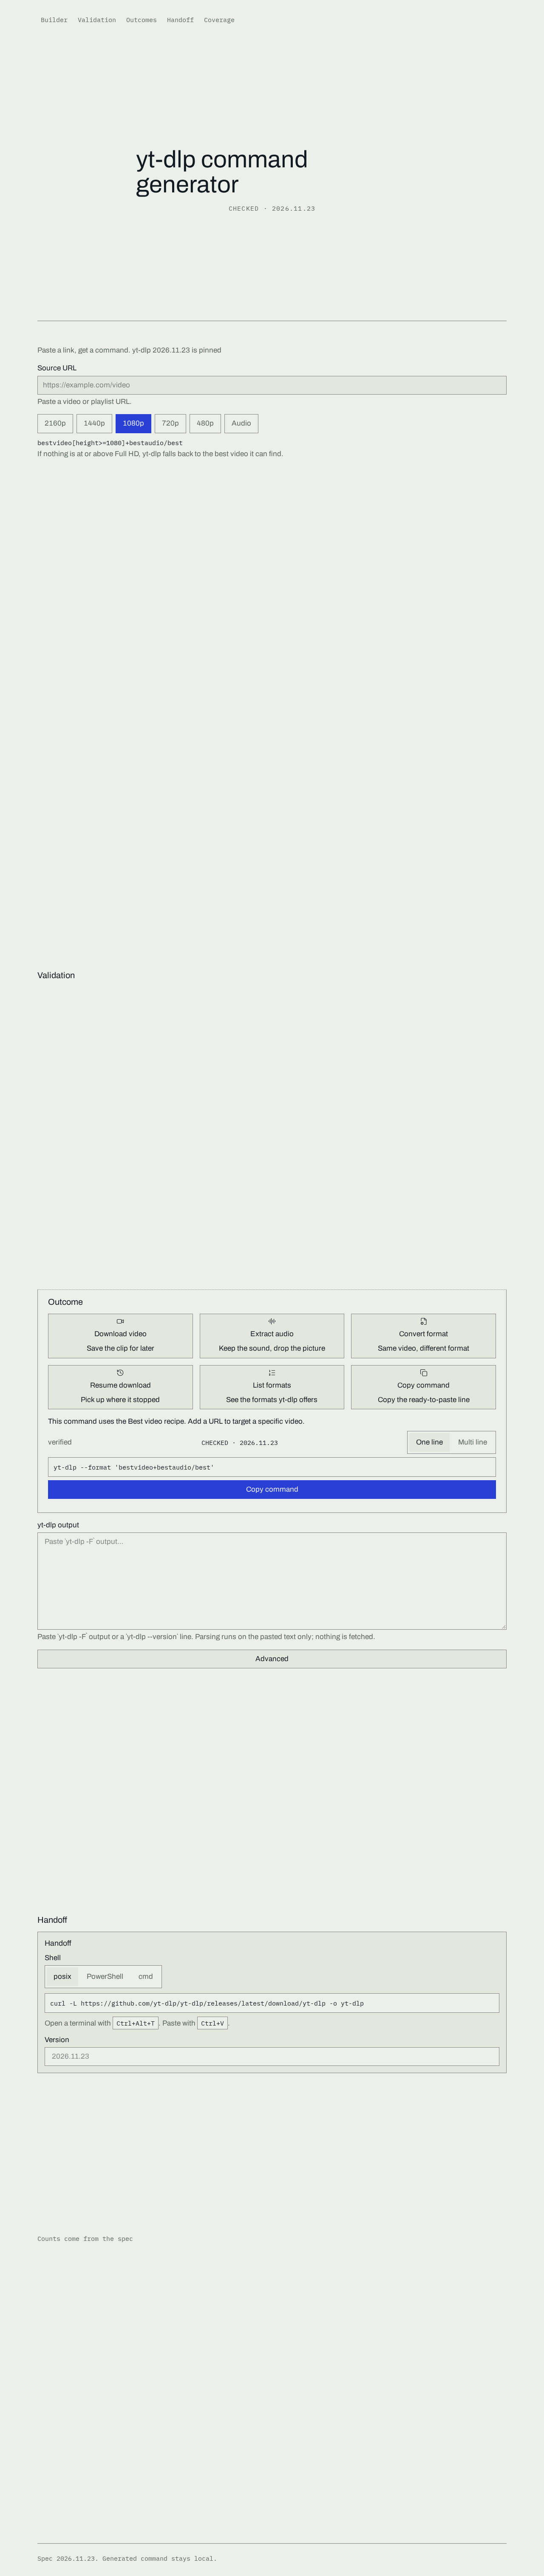 Builder Validation Outcomes Handoff Coverage
yt-dlp command
generator
CHECKED · 2026.11.23
Paste a link, get a command. yt-dlp 2026.11.23 is pinned
Source URL
https://example.com/video
Paste a video or playlist URL.
2160p 1440p 1080p 720p 480p Audio
bestvideo[height>=1080]+bestaudio/best
If nothing is at or above Full HD, yt-dlp falls back to the best video it can find.
Validation
Outcome
Download video
Save the clip for later
Extract audio
Keep the sound, drop the picture
Convert format
Same video, different format
Resume download
Pick up where it stopped
List formats
See the formats yt-dlp offers
Copy command
Copy the ready-to-paste line
This command uses the Best video recipe. Add a URL to target a specific video.
verified CHECKED · 2026.11.23 One line Multi line
yt-dlp --format 'bestvideo+bestaudio/best'
Copy command
yt-dlp output
Paste `yt-dlp -F` output...
Paste `yt-dlp -F` output or a `yt-dlp --version` line. Parsing runs on the pasted text only; nothing is fetched.
Advanced
Handoff
Handoff
Shell
posix PowerShell cmd
curl -L https://github.com/yt-dlp/yt-dlp/releases/latest/download/yt-dlp -o yt-dlp
Open a terminal with Ctrl+Alt+T. Paste with Ctrl+V.
Version
2026.11.23
Counts come from the spec
Spec 2026.11.23. Generated command stays local.